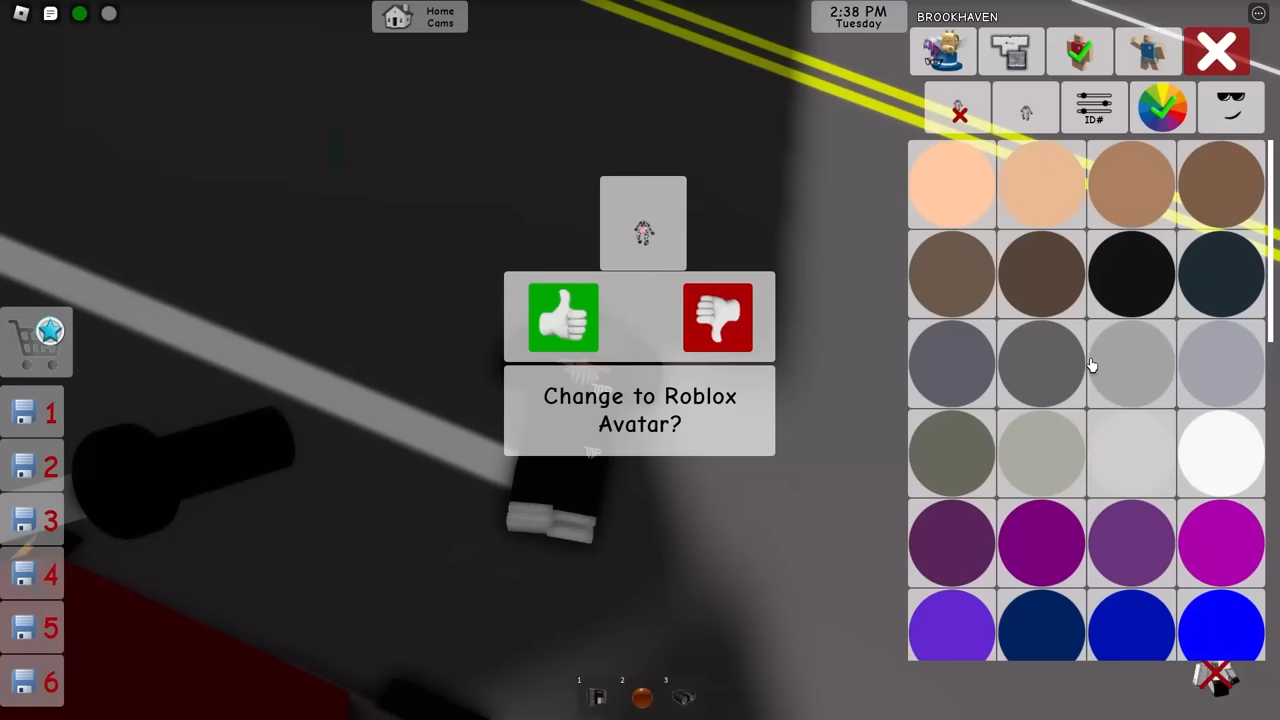 Home
Cams
2:38 PM
Tuesday
BROOKHAVEN
ID#
Change to Roblox
Avatar?
1
2
3
4
5
6
1
2
3